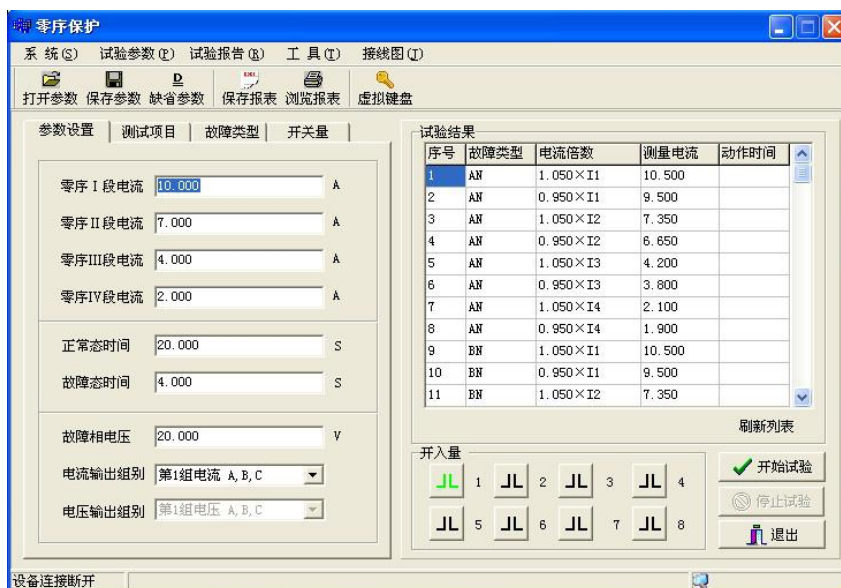 零序保护
系 统(S) 试验参数(P) 试验报告(R) 工 具(T) 接线图(T)
打开参数 保存参数 缺省参数 保存报表 浏览报表 虚拟键盘
参数设置 测试项目 故障类型 开关量
零序 I 段电流 10.000 A
零序II段电流 7.000 A
零序III段电流 4.000 A
零序IV段电流 2.000 A
正常态时间 20.000 S
故障态时间 4.000 S
故障相电压 20.000 V
电流输出组别 第1组电流 A,B,C
电压输出组别 第1组电压 A,B,C
试验结果
序号 故障类型 电流倍数 测量电流 动作时间
1 AN 1.050×I1 10.500
2 AN 0.950×I1 9.500
3 AN 1.050×I2 7.350
4 AN 0.950×I2 6.650
5 AN 1.050×I3 4.200
6 AN 0.950×I3 3.800
7 AN 1.050×I4 2.100
8 AN 0.950×I4 1.900
9 BN 1.050×I1 10.500
10 BN 0.950×I1 9.500
11 BN 1.050×I2 7.350
刷新列表
开入量
1 2 3 4
5 6 7 8
开始试验
停止试验
退出
设备连接断开